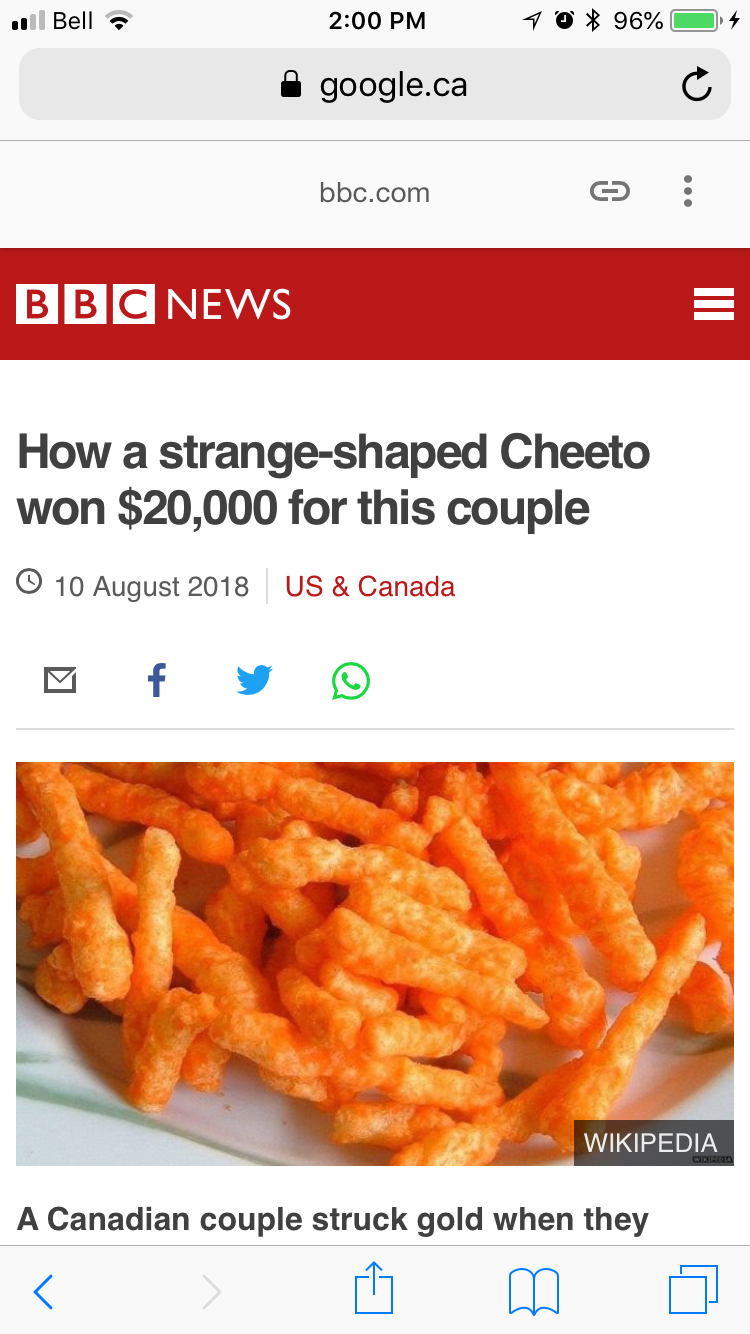 Bell 2:00 PM 96%
google.ca
bbc.com
BBC NEWS
How a strange-shaped Cheeto
won $20,000 for this couple
10 August 2018 US & Canada
WIKIPEDIA
WIKIPEDIA
A Canadian couple struck gold when they